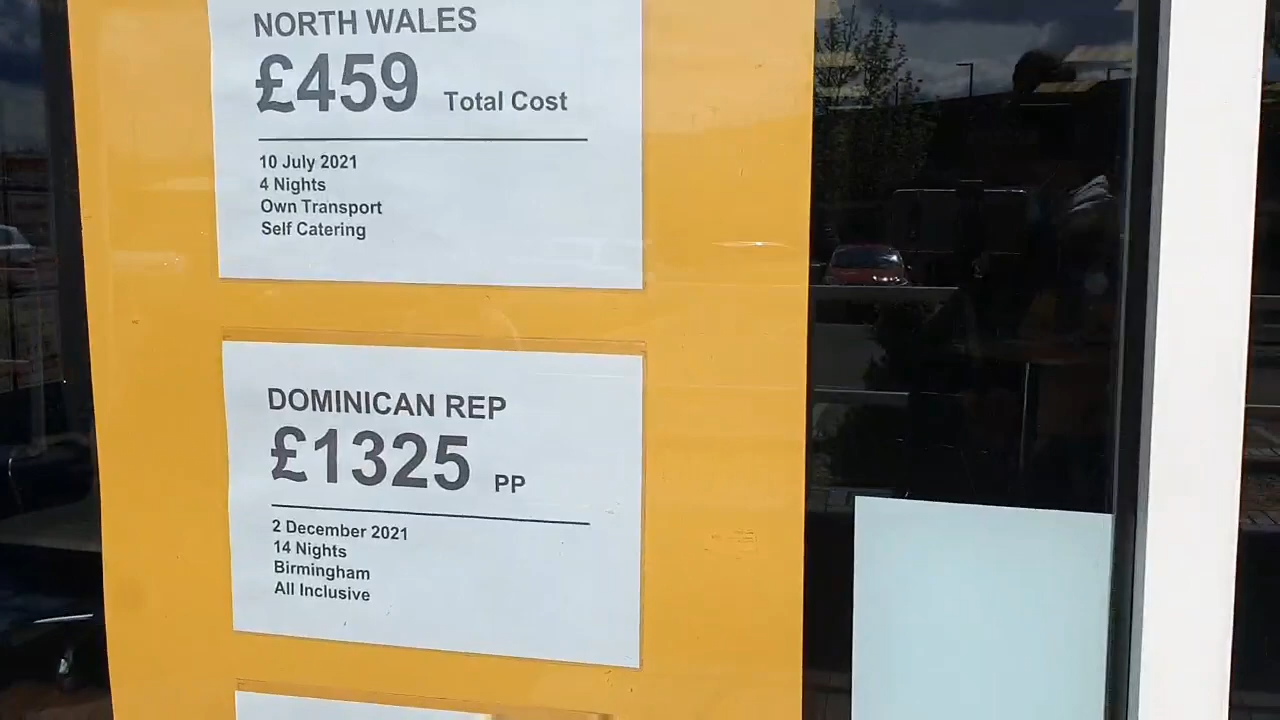 NORTH WALES
£459 Total Cost
10 July 2021
4 Nights
Own Transport
Self Catering
DOMINICAN REP
£1325 PP
2 December 2021
14 Nights
Birmingham
All Inclusive